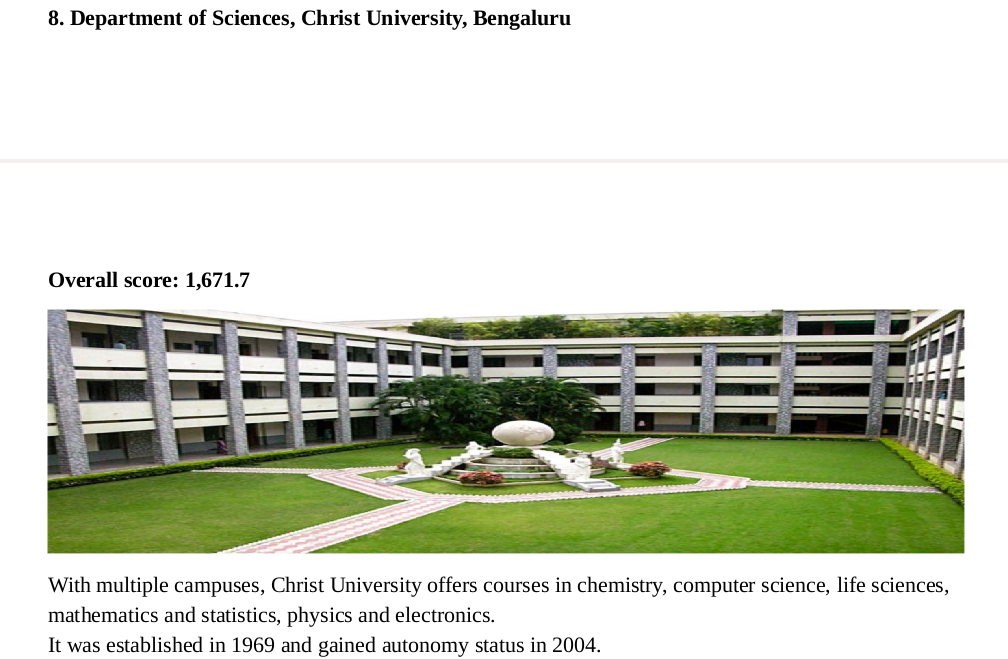 8. Department of Sciences, Christ University, Bengaluru
Overall score: 1,671.7
With multiple campuses, Christ University offers courses in chemistry, computer science, life sciences,
mathematics and statistics, physics and electronics.
It was established in 1969 and gained autonomy status in 2004.